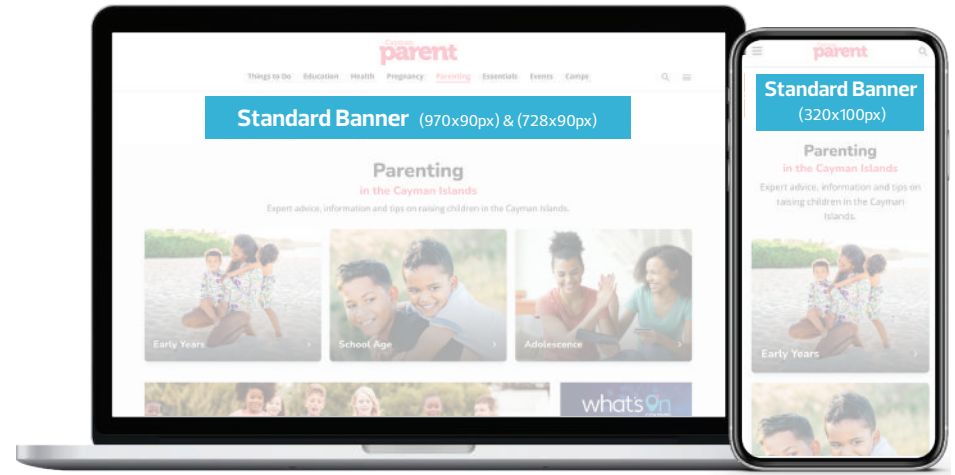 Cayman
parent
Things to Do Education Health Pregnancy Parenting Essentials Events Camps
Standard Banner (970x90px) & (728x90px)
Parenting
in the Cayman Islands
Expert advice, information and tips on raising children in the Cayman Islands.
Early Years
School Age
Adolescence
what's On
parent
Standard Banner
(320x100px)
Parenting
in the Cayman Islands
Expert advice, information and tips on
raising children in the Cayman
Islands.
Early Years